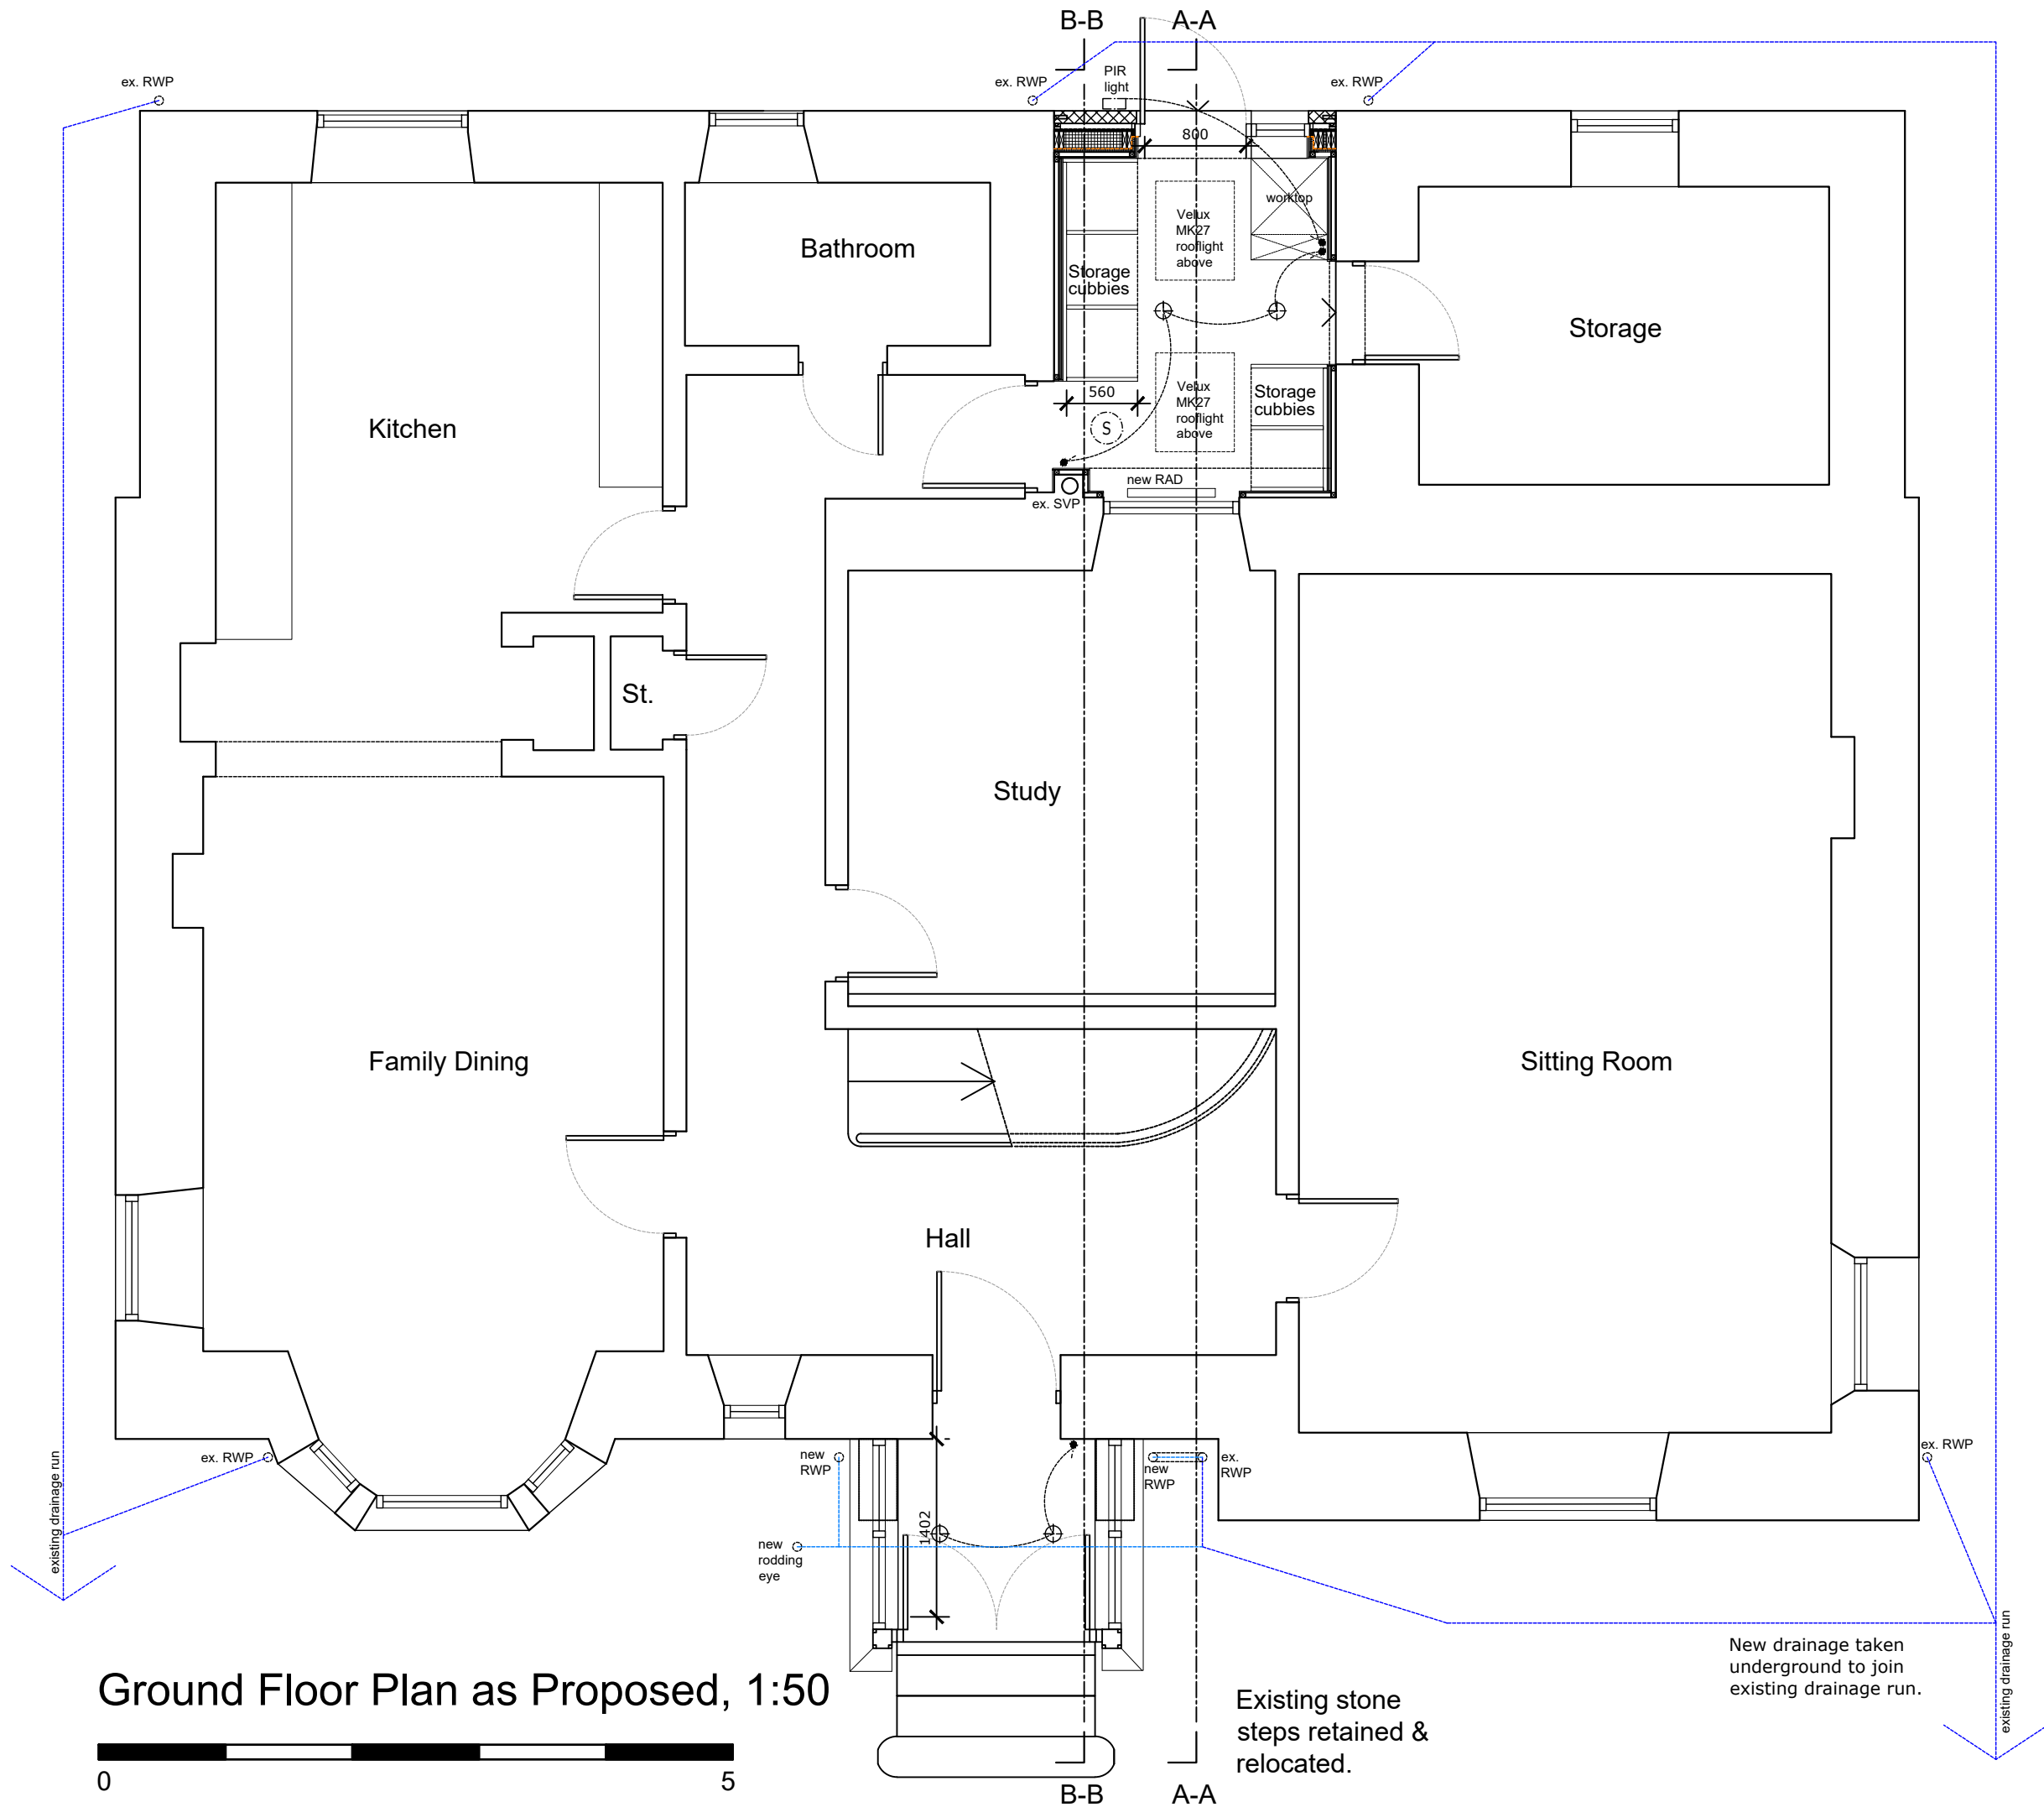 B-B
A-A
ex. RWP
ex. RWP
PIR
light
ex. RWP
800
worktop
Velux
MK27
rooflight
above
Bathroom
Storage
cubbies
Storage
Kitchen
560
S
Velux
MK27
rooflight
above
Storage
cubbies
new RAD
ex. SVP
St.
Study
Family Dining
Sitting Room
Hall
ex. RWP
new
RWP
new
RWP
ex.
RWP
ex. RWP
existing drainage run
1402
new
rodding
eye
existing drainage run
New drainage taken
underground to join
existing drainage run.
Ground Floor Plan as Proposed, 1:50
0
5
Existing stone
steps retained &
relocated.
B-B
A-A